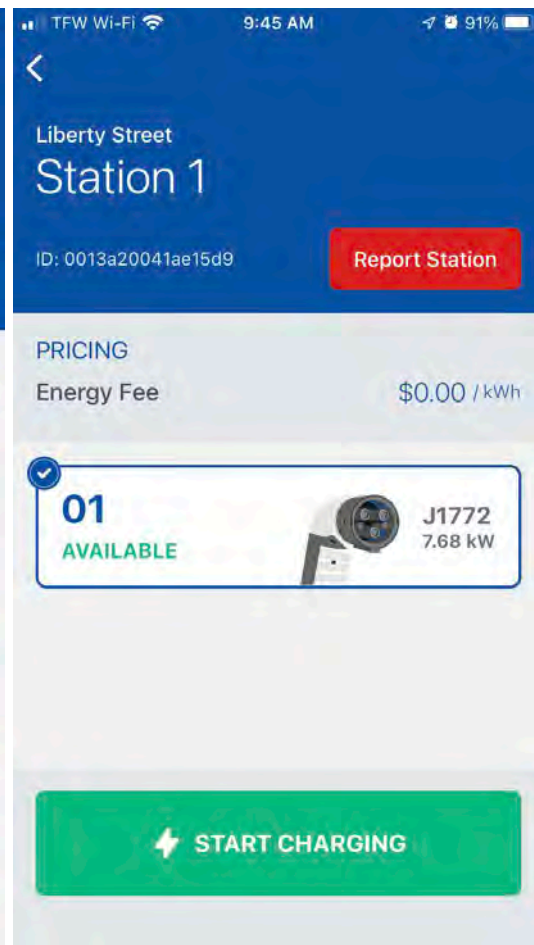 TFW Wi-Fi 9:45 AM 91%
Liberty Street
Station 1
ID: 0013a20041ae15d9
Report Station
PRICING
Energy Fee $0.00 / kWh
01 J1772
AVAILABLE 7.68 kW
START CHARGING